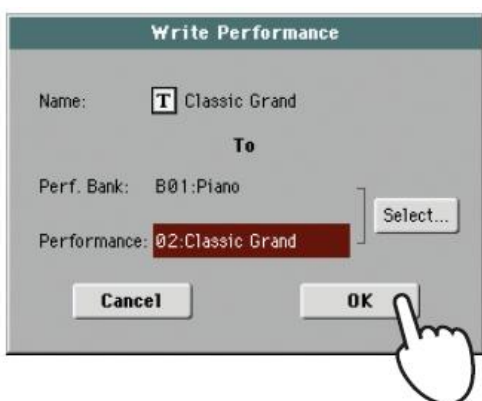 Write Performance
Name: T Classic Grand
To
Perf. Bank: B01:Piano
Select...
Performance: 02:Classic Grand
Cancel OK